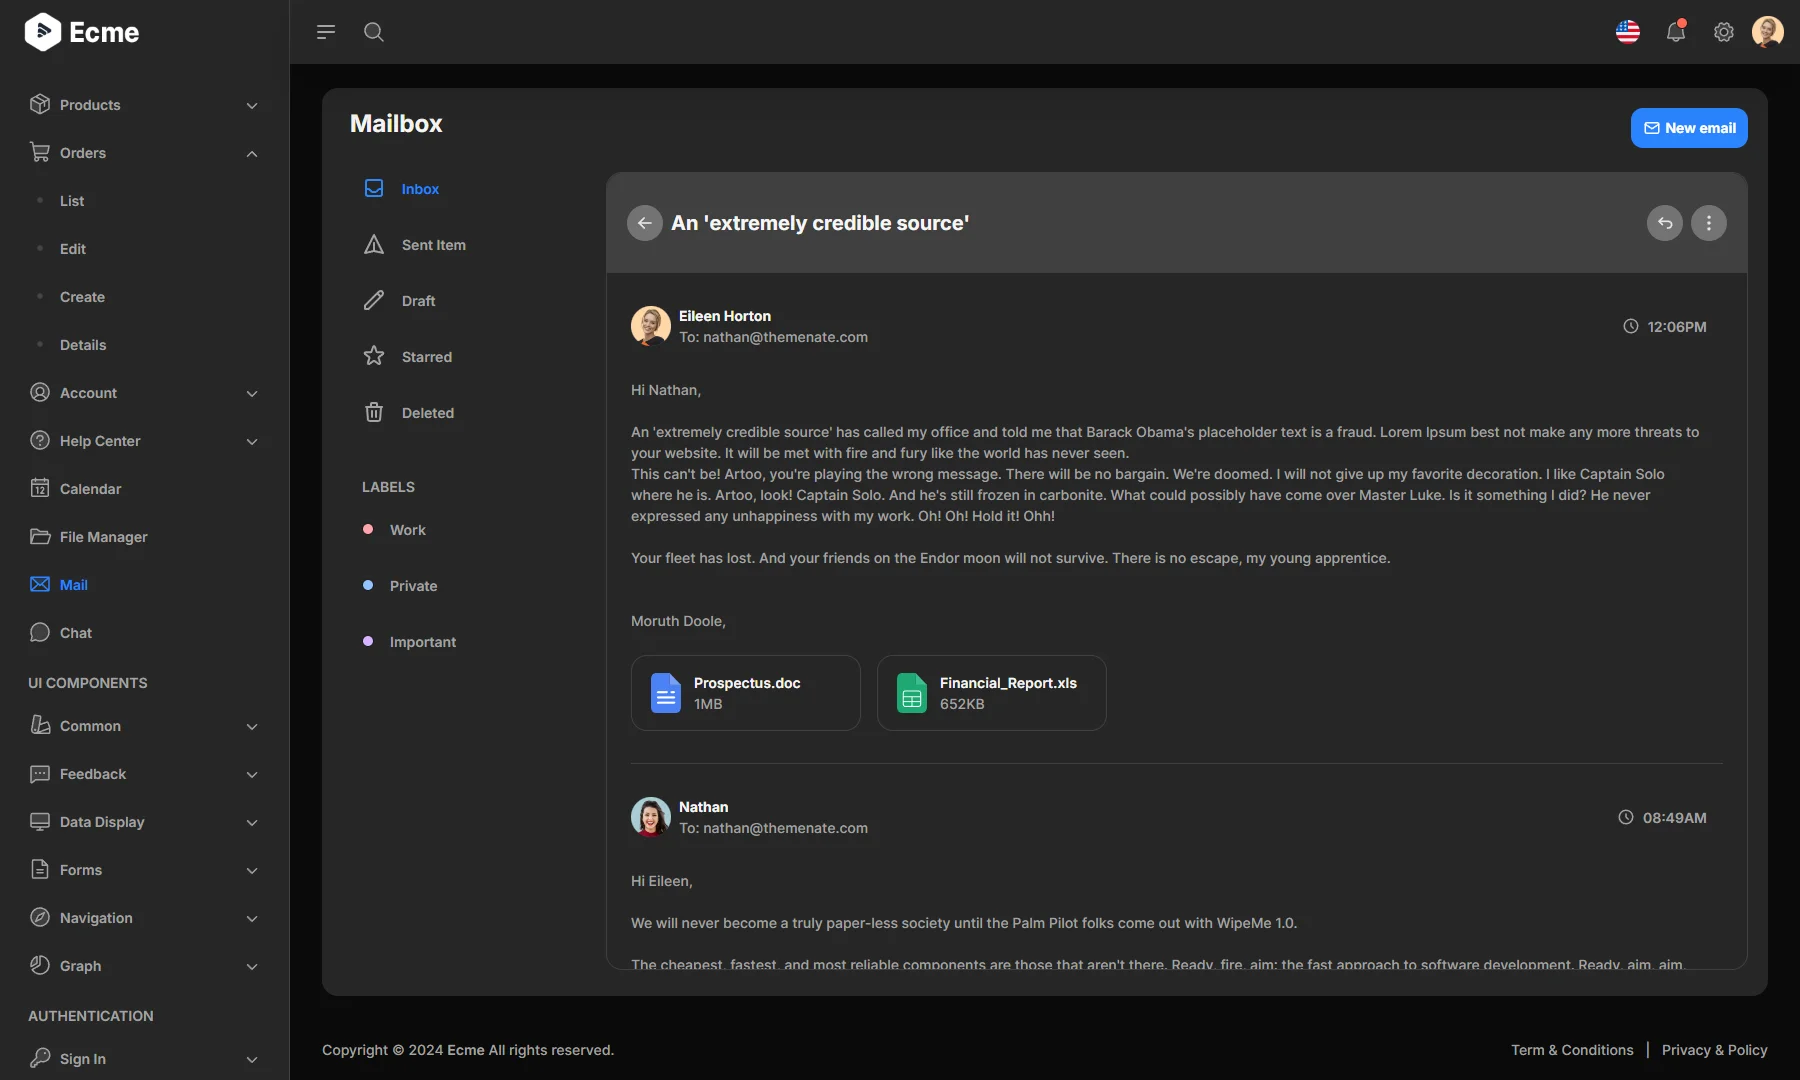 Ecme
Products
Orders
List
Edit
Create
Details
Account
Help Center
12
Calendar
File Manager
Mail
Chat
UI COMPONENTS
Common
Feedback
Data Display
Forms
Navigation
Graph
AUTHENTICATION
Sign In
Mailbox
New email
Inbox
Sent Item
Draft
Starred
Deleted
LABELS
Work
Private
Important
An 'extremely credible source'
Eileen Horton
To: nathan@themenate.com
12:06PM
Hi Nathan,
An 'extremely credible source' has called my office and told me that Barack Obama's placeholder text is a fraud. Lorem Ipsum best not make any more threats to
your website. It will be met with fire and fury like the world has never seen.
This can't be! Artoo, you're playing the wrong message. There will be no bargain. We're doomed. I will not give up my favorite decoration. I like Captain Solo
where he is. Artoo, look! Captain Solo. And he's still frozen in carbonite. What could possibly have come over Master Luke. Is it something I did? He never
expressed any unhappiness with my work. Oh! Oh! Hold it! Ohh!
Your fleet has lost. And your friends on the Endor moon will not survive. There is no escape, my young apprentice.
Moruth Doole,
Prospectus.doc
1MB
Financial_Report.xls
652KB
Nathan
To: nathan@themenate.com
08:49AM
Hi Eileen,
We will never become a truly paper-less society until the Palm Pilot folks come out with WipeMe 1.0.
The cheapest, fastest, and most reliable components are those that aren't there. Ready, fire, aim: the fast approach to software development. Ready, aim, aim,
Copyright © 2024 Ecme All rights reserved.
Term & Conditions | Privacy & Policy